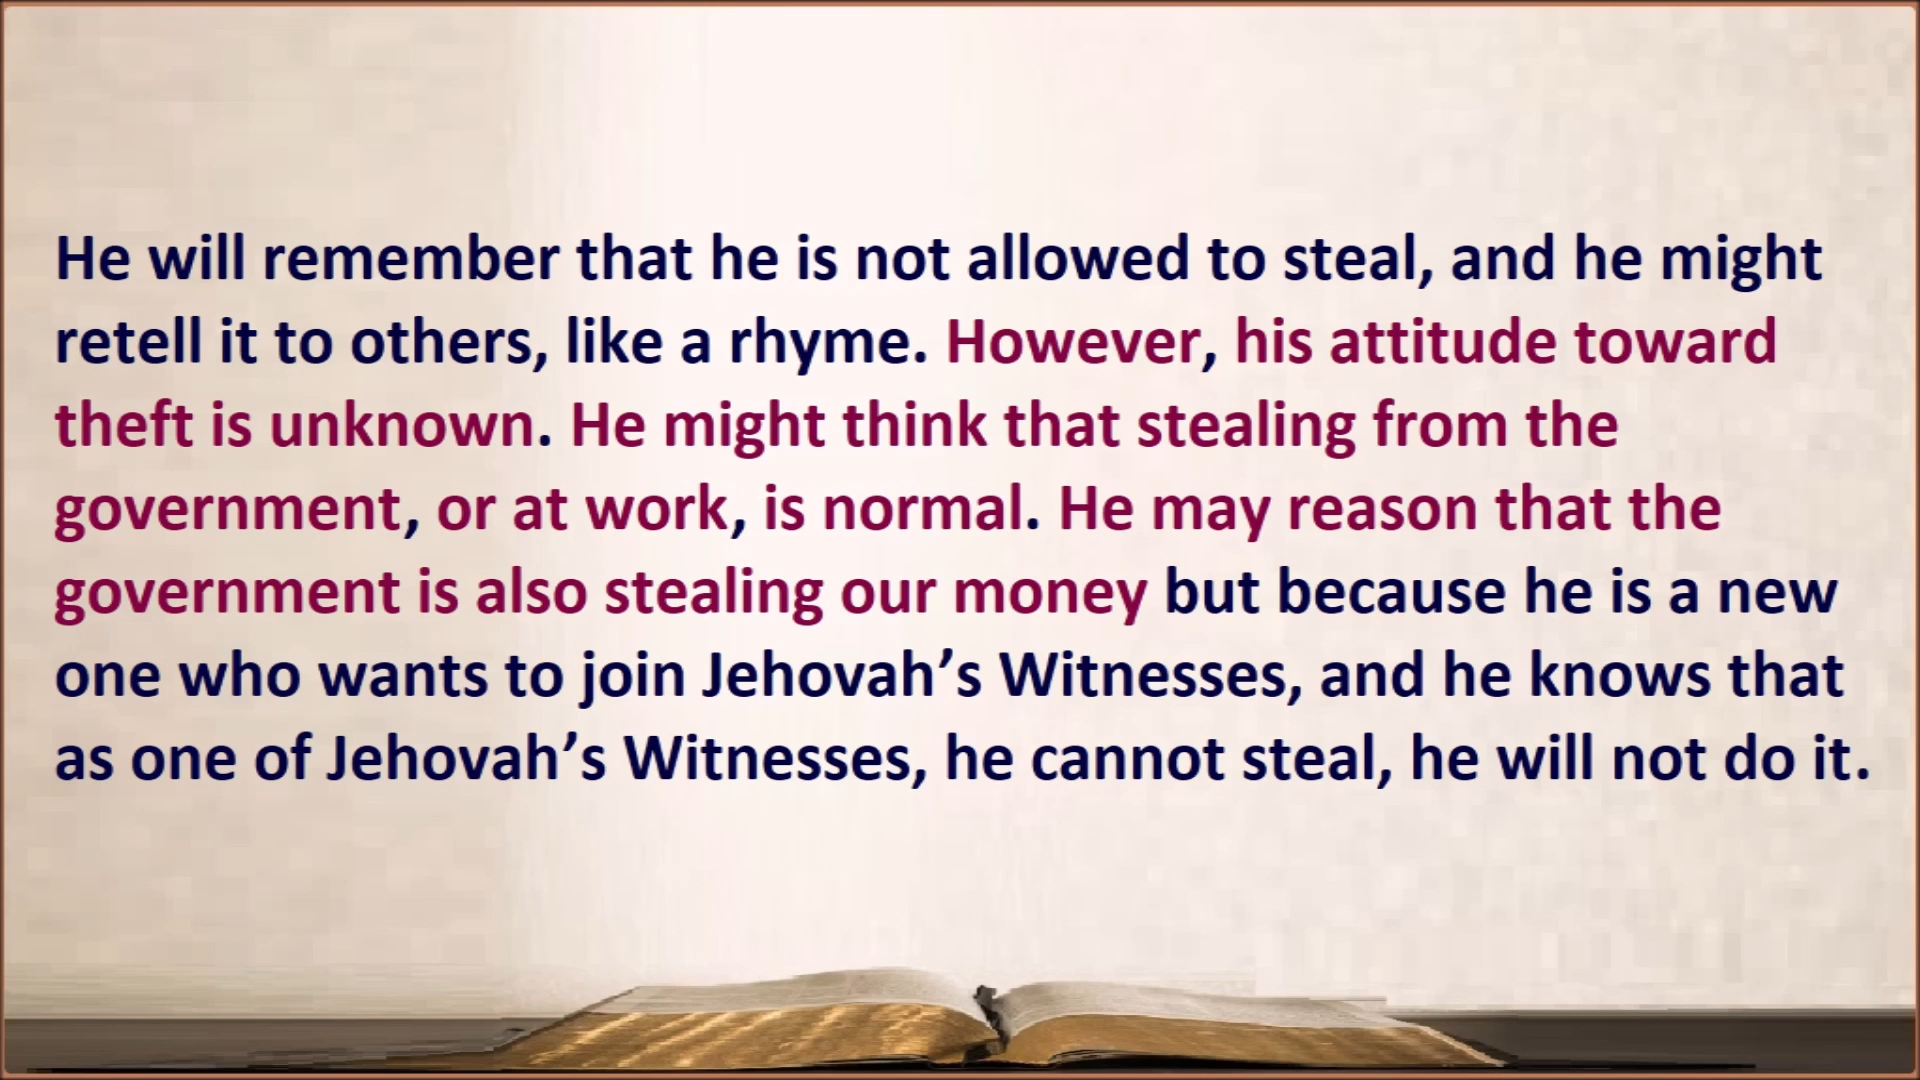 He will remember that he is not allowed to steal, and he might
retell it to others, like a rhyme. However, his attitude toward
theft is unknown. He might think that stealing from the
government, or at work, is normal. He may reason that the
government is also stealing our money but because he is a new
one who wants to join Jehovah’s Witnesses, and he knows that
as one of Jehovah’s Witnesses, he cannot steal, he will not do it.